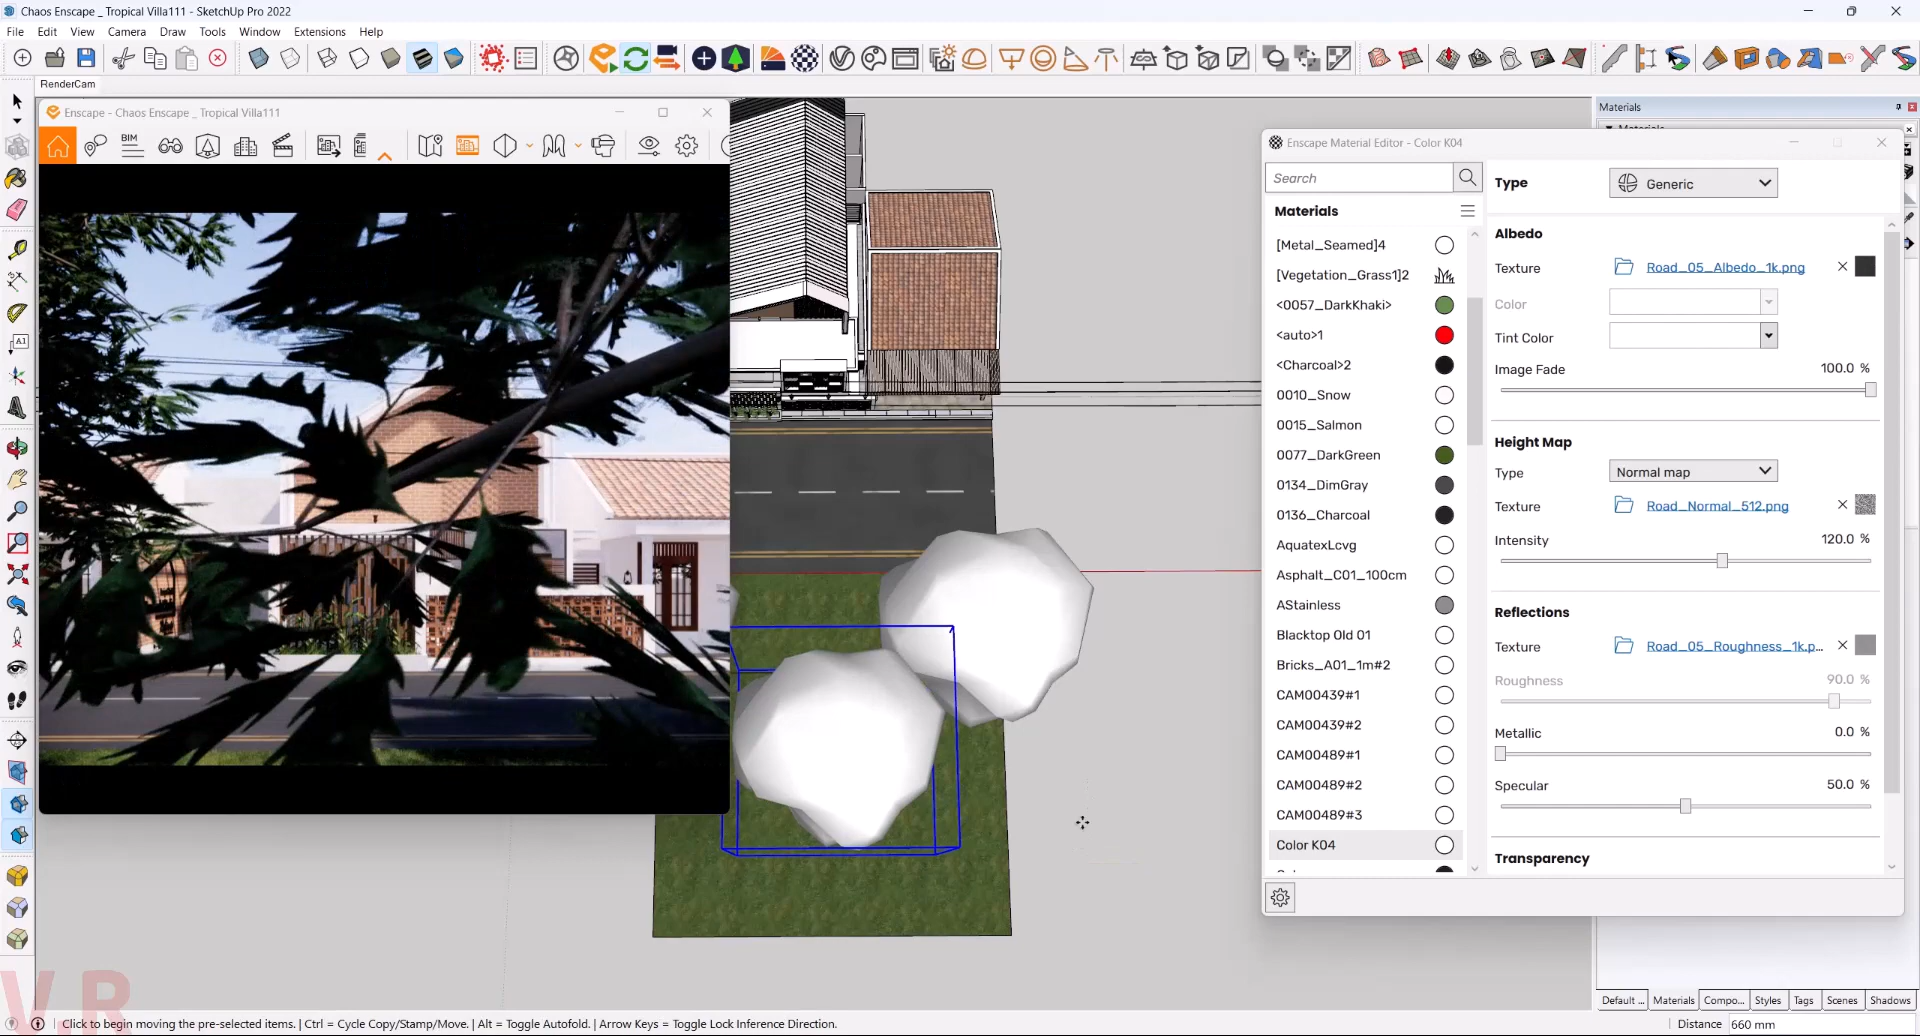 Chaos Enscape _ Tropical Villa111 - SketchUp Pro 2022
File Edit View Camera Draw Tools Window Extensions Help
RenderCam
Enscape - Chaos Enscape _ Tropical Villa111
BIM
A1
Materials
Enscape Material Editor - Color K04
Search
Materials
[Metal_Seamed]4
[Vegetation_Grass1]2
<0057_DarkKhaki>
<auto>1
<Charcoal>2
0010_Snow
0015_Salmon
0077_DarkGreen
0134_DimGray
0136_Charcoal
AquatexLcvg
Asphalt_C01_100cm
AStainless
Blacktop Old 01
Bricks_A01_1m#2
CAM00439#1
CAM00439#2
CAM00489#1
CAM00489#2
CAM00489#3
Color K04
Type Generic
Albedo
Texture Road_05_Albedo_1k.png
Color
Tint Color
Image Fade 100.0 %
Height Map
Type Normal map
Texture Road_Normal_512.png
Intensity 120.0 %
Reflections
Texture Road_05_Roughness_1k.p...
Roughness 90.0 %
Metallic 0.0 %
Specular 50.0 %
Transparency
Default ... Materials Compo... Styles Tags Scenes Shadows
V.R
Click to begin moving the pre-selected items. | Ctrl = Cycle Copy/Stamp/Move. | Alt = Toggle Autofold. | Arrow Keys = Toggle Lock Inference Direction.
Distance 660 mm